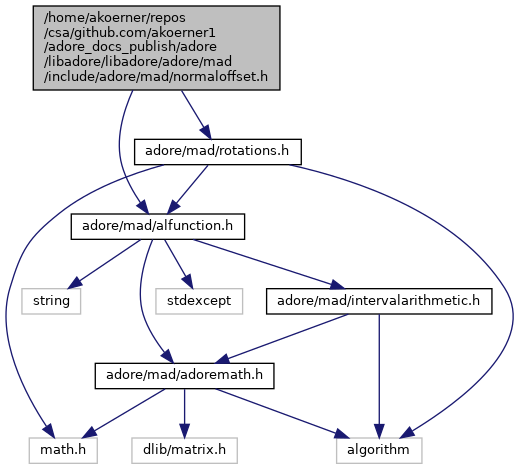 /home/akoerner/repos
/csa/github.com/akoerner1
/adore_docs_publish/adore
/libadore/libadore/adore/mad
/include/adore/mad/normaloffset.h
adore/mad/rotations.h
adore/mad/alfunction.h
string
stdexcept
adore/mad/intervalarithmetic.h
adore/mad/adoremath.h
math.h
dlib/matrix.h
algorithm